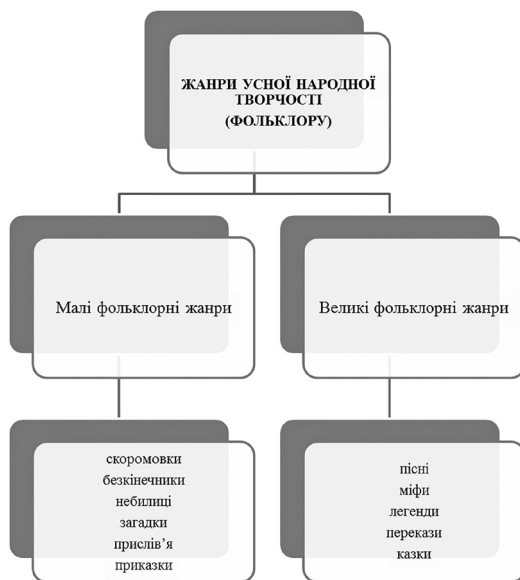 ЖАНРИ УСНОЇ НАРОДНОЇ
ТВОРЧОСТІ
(ФОЛЬКЛОРУ)
Малі фольклорні жанри
Великі фольклорні жанри
скоромовки
безкінечники
небилиці
загадки
прислів’я
приказки
пісні
міфи
легенди
перекази
казки